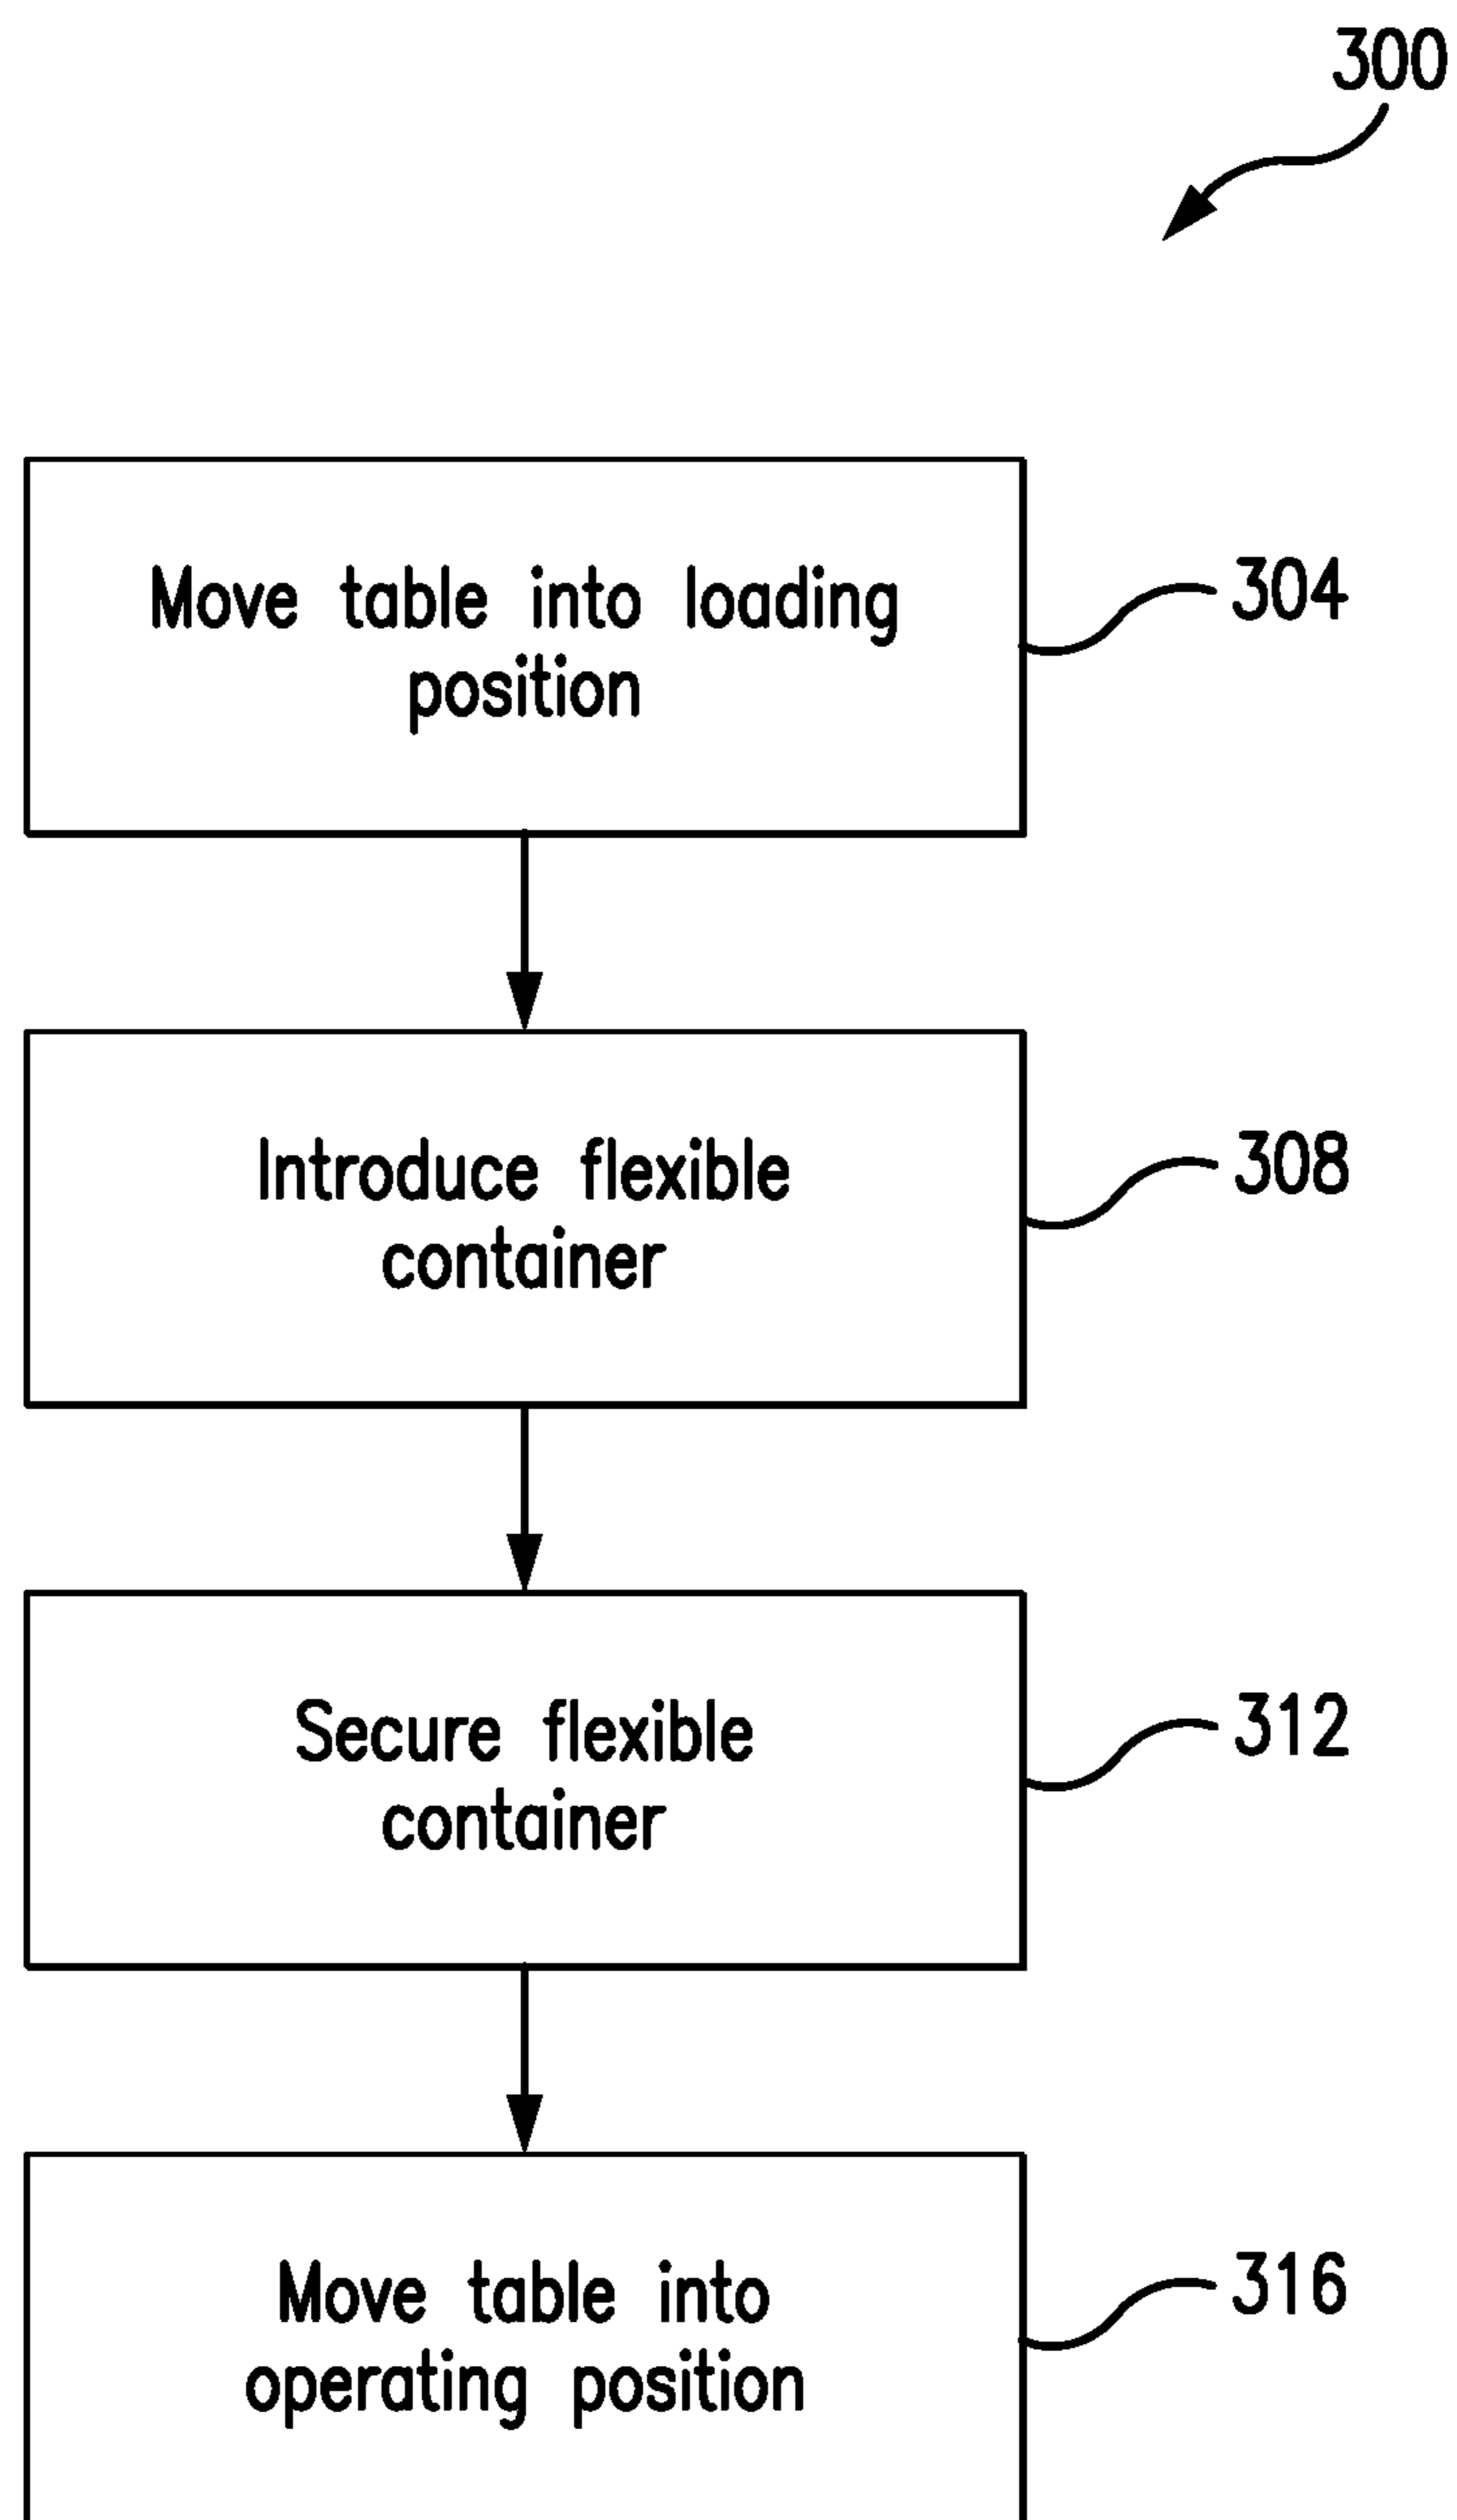 300
Move table into loading
position
304
Introduce flexible
container
308
Secure flexible
container
312
Move table into
operating position
316